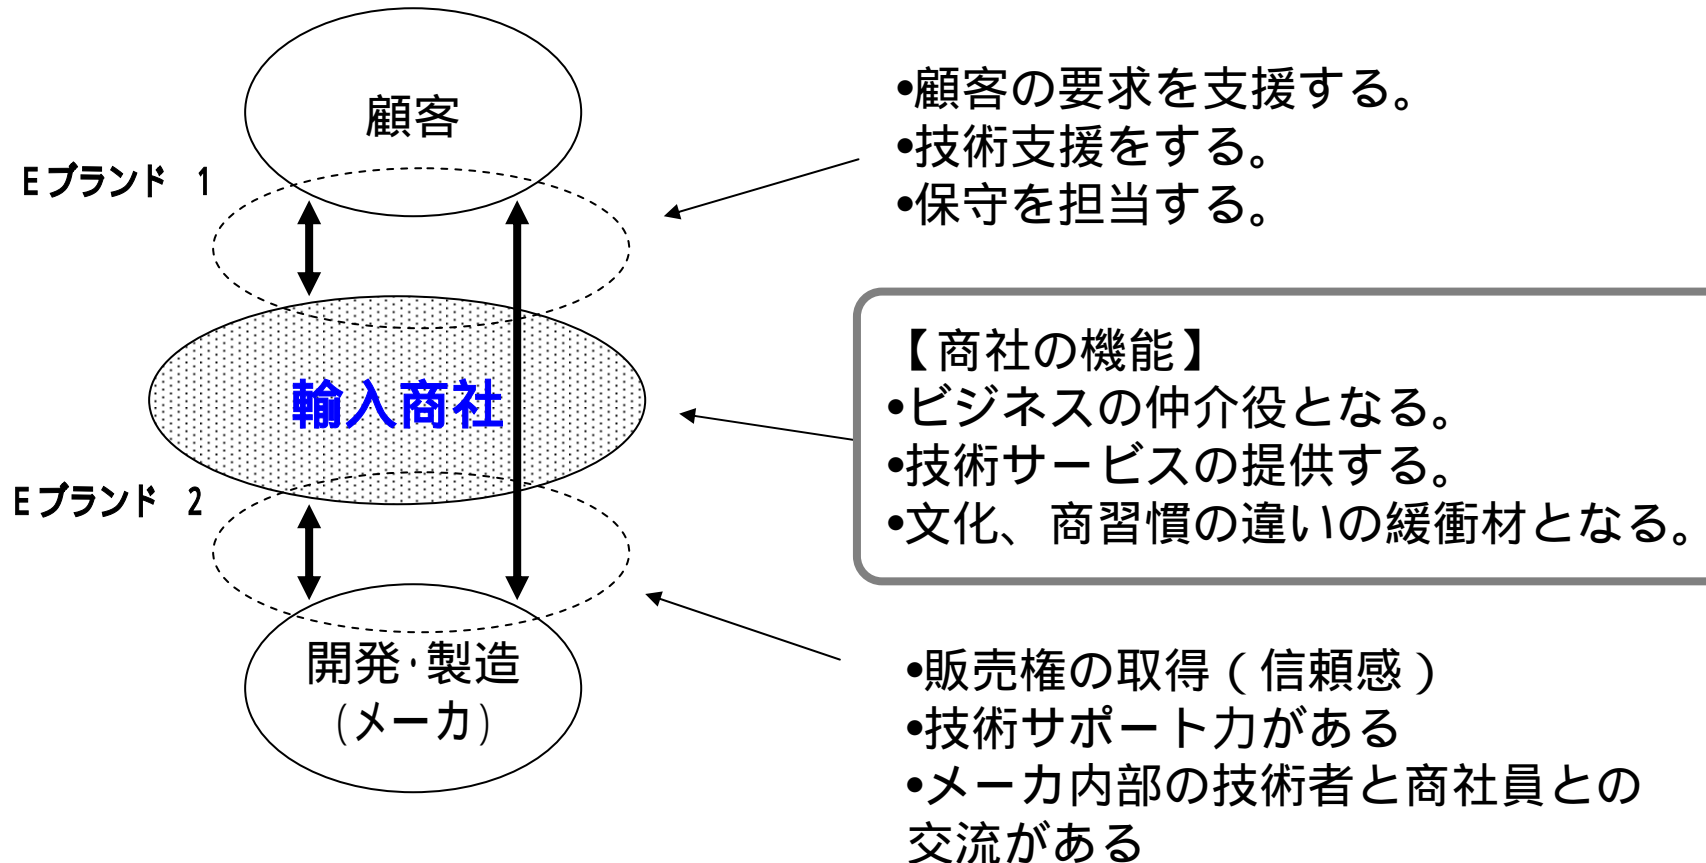 顧客
Eブランド 1
輸入商社
Eブランド 2
開発・製造
(メーカ)
•顧客の要求を支援する。
•技術支援をする。
•保守を担当する。
【商社の機能】
•ビジネスの仲介役となる。
•技術サービスの提供する。
•文化、商習慣の違いの緩衝材となる。
•販売権の取得(信頼感)
•技術サポート力がある
•メーカ内部の技術者と商社員との
交流がある